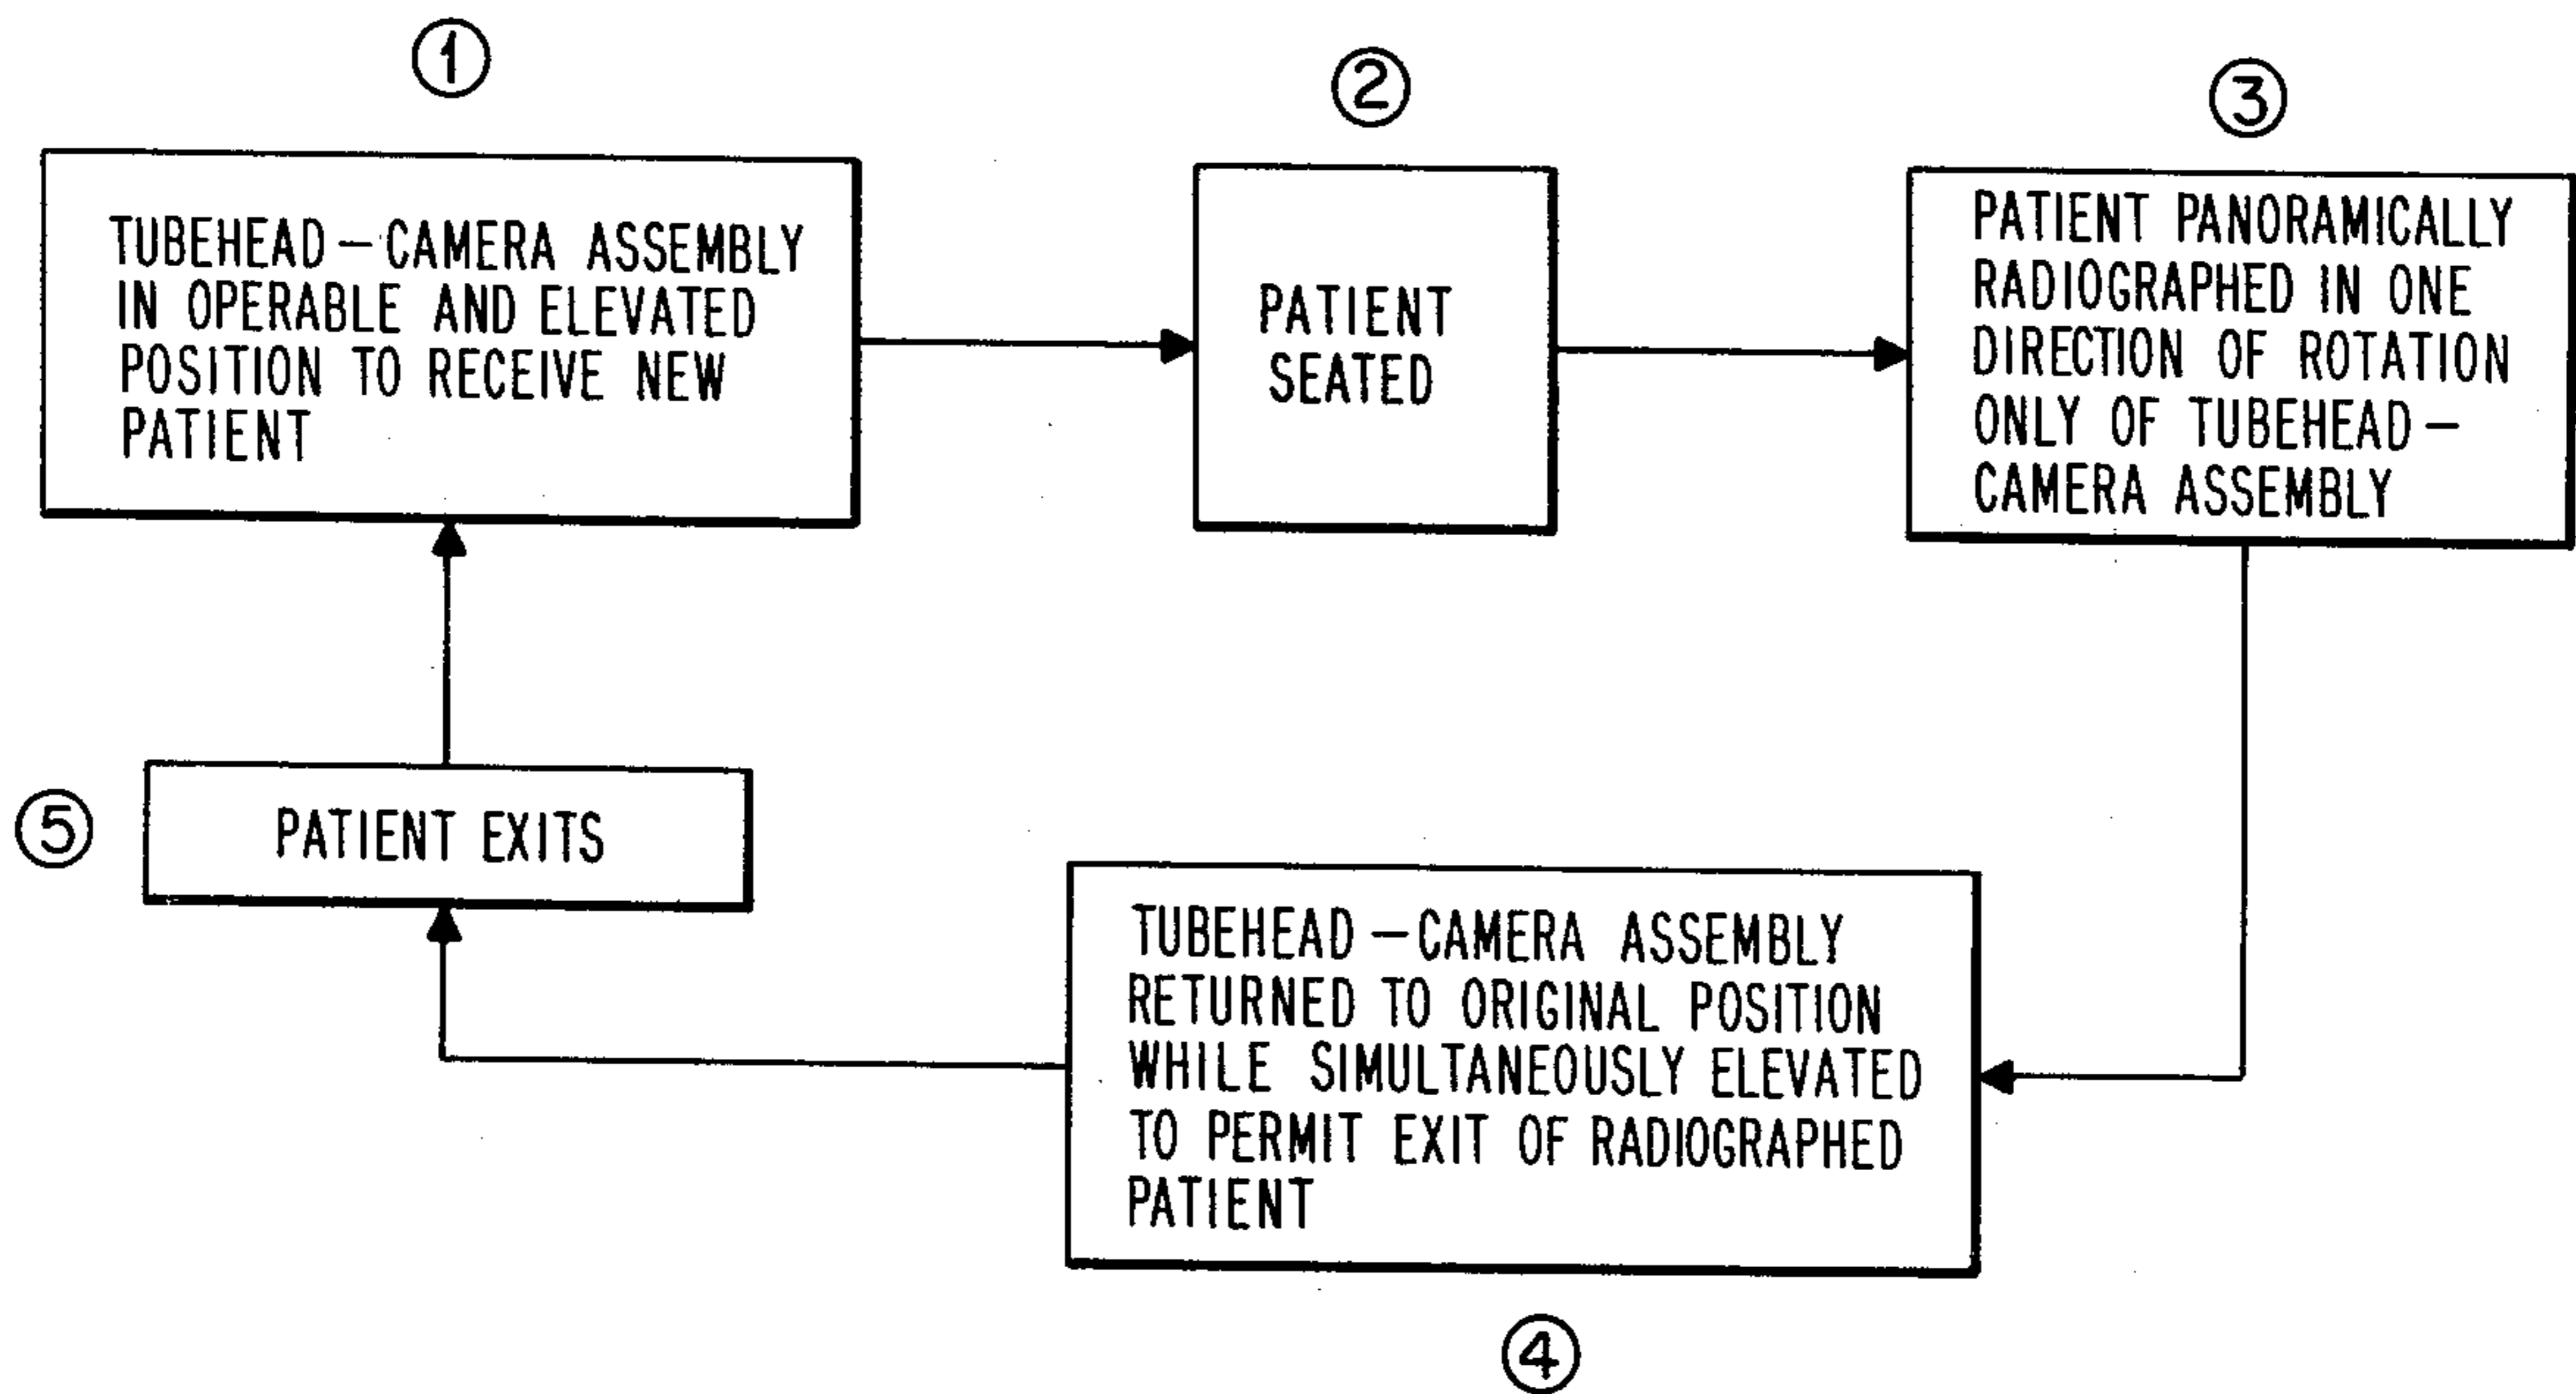 ①
TUBEHEAD – CAMERA ASSEMBLY
IN OPERABLE AND ELEVATED
POSITION TO RECEIVE NEW
PATIENT
②
PATIENT
SEATED
③
PATIENT PANORAMICALLY
RADIOGRAPHED IN ONE
DIRECTION OF ROTATION
ONLY OF TUBEHEAD –
CAMERA ASSEMBLY
④
TUBEHEAD – CAMERA ASSEMBLY
RETURNED TO ORIGINAL POSITION
WHILE SIMULTANEOUSLY ELEVATED
TO PERMIT EXIT OF RADIOGRAPHED
PATIENT
⑤
PATIENT EXITS